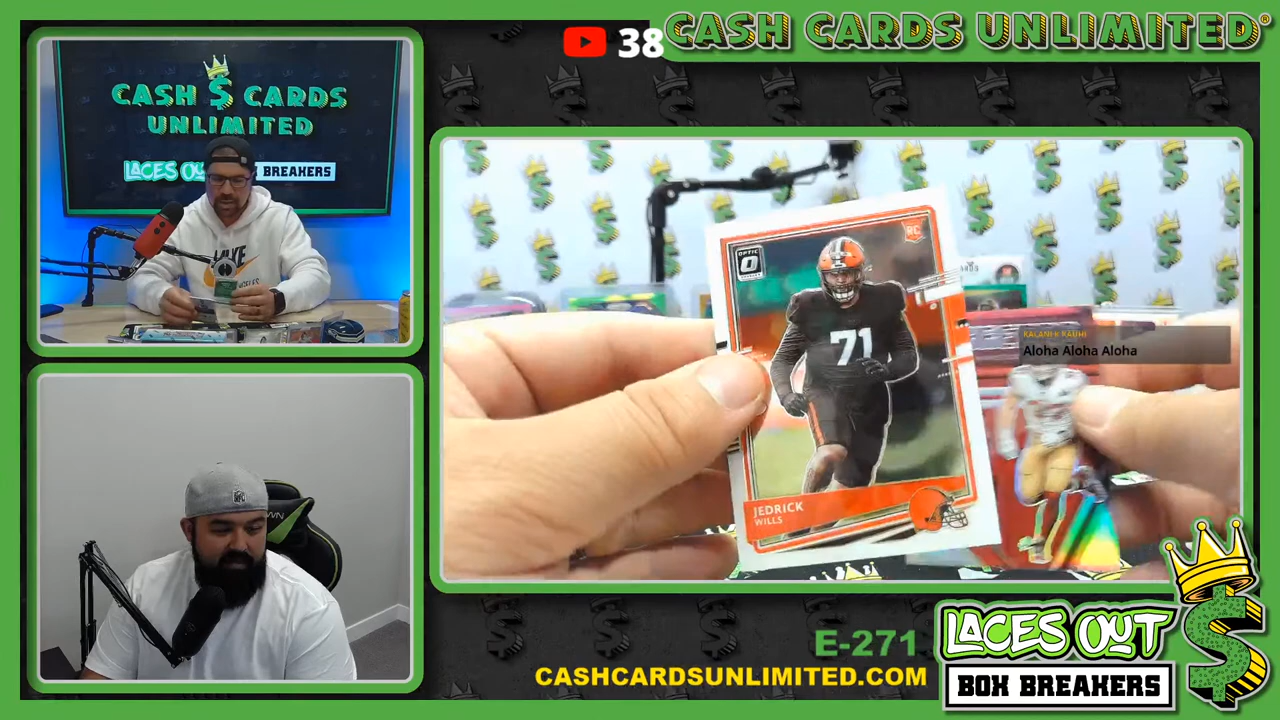 38
CASH CARDS UNLIMITED®
CASH $ CARDS
UNLIMITED
LACES OUT
BREAKERS
OPTIC
RC
71
JEDRICK
WILLS
Aloha Aloha Aloha
E-271
CASHCARDSUNLIMITED.COM
LACES OUT
BOX BREAKERS